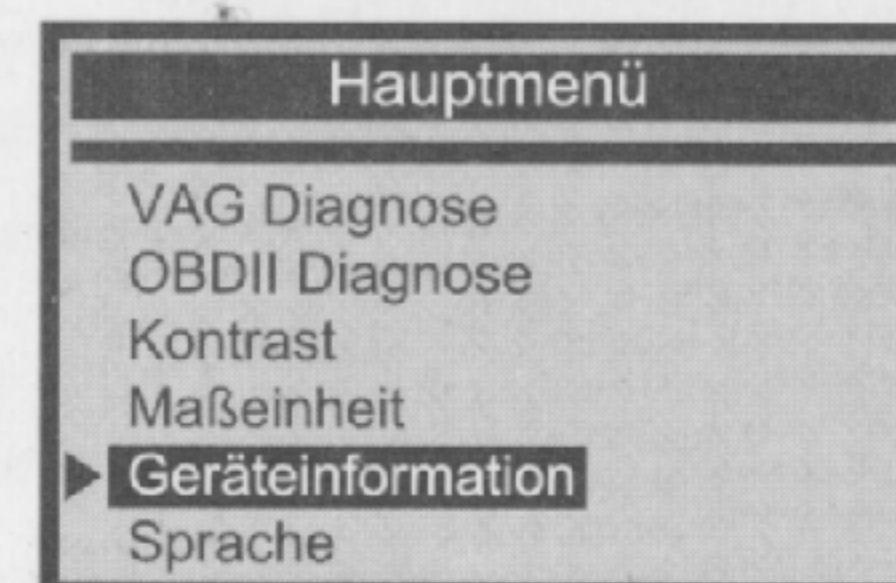 Hauptmenü
VAG Diagnose
OBDII Diagnose
Kontrast
Maßeinheit
Geräteinformation
Sprache